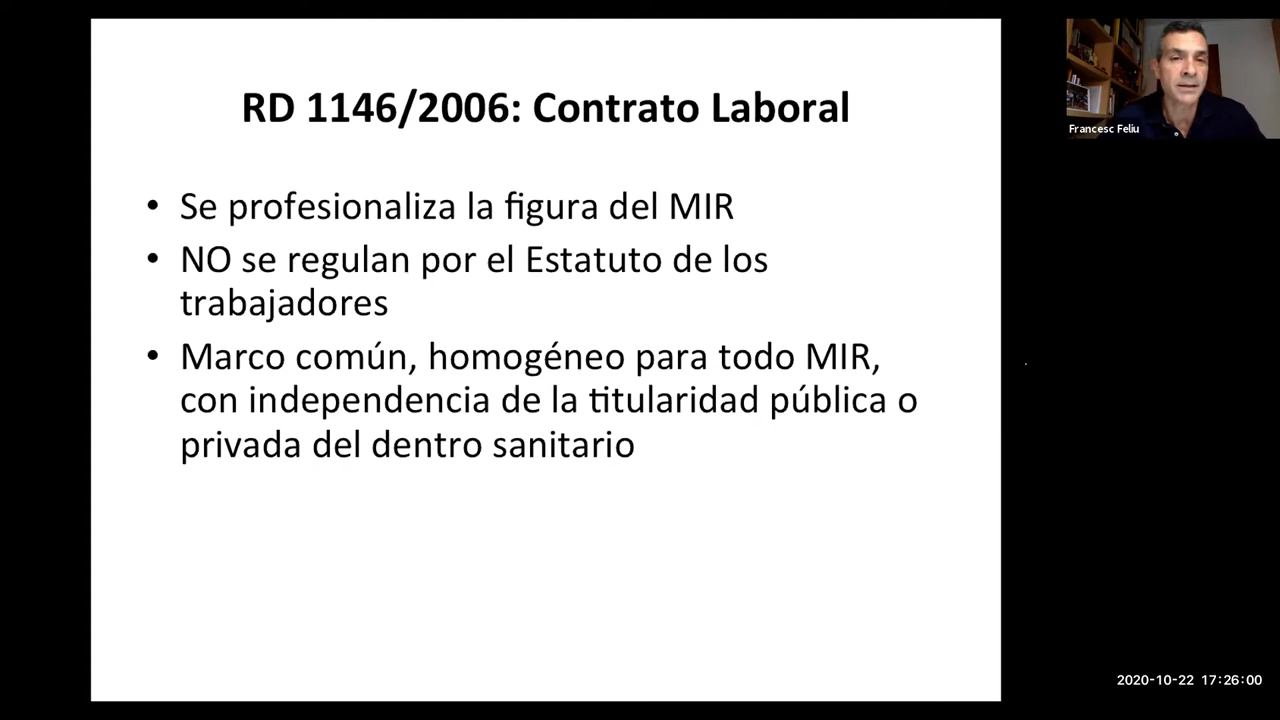 RD 1146/2006: Contrato Laboral
• Se profesionaliza la figura del MIR
• NO se regulan por el Estatuto de los
trabajadores
• Marco común, homogéneo para todo MIR,
con independencia de la titularidad pública o
privada del dentro sanitario
Francesc Feliu
2020-10-22 17:26:00